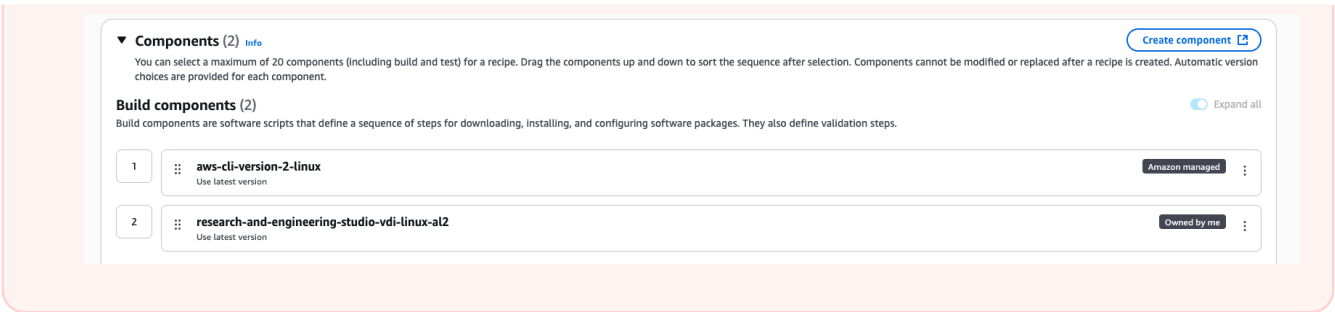 Components (2) Info
Create component
You can select a maximum of 20 components (including build and test) for a recipe. Drag the components up and down to sort the sequence after selection. Components cannot be modified or replaced after a recipe is created. Automatic version
choices are provided for each component.
Build components (2)
Expand all
Build components are software scripts that define a sequence of steps for downloading, installing, and configuring software packages. They also define validation steps.
1
aws-cli-version-2-linux
Amazon managed
Use latest version
2
research-and-engineering-studio-vdi-linux-al2
Owned by me
Use latest version